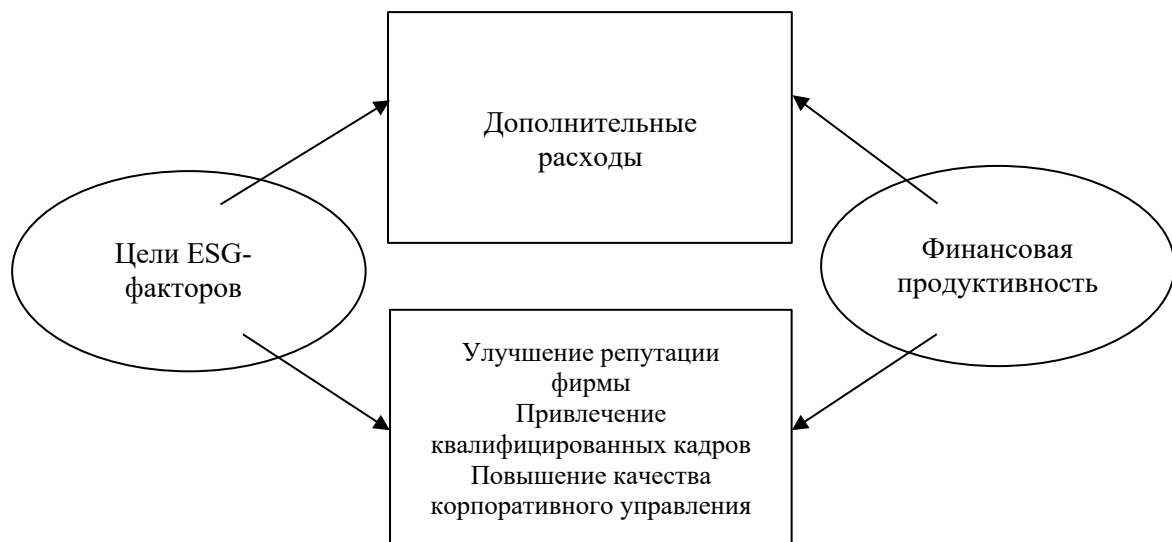 Дополнительные
расходы
Цели ESG-
факторов
Финансовая
продуктивность
Улучшение репутации
фирмы
Привлечение
квалифицированных кадров
Повышение качества
корпоративного управления